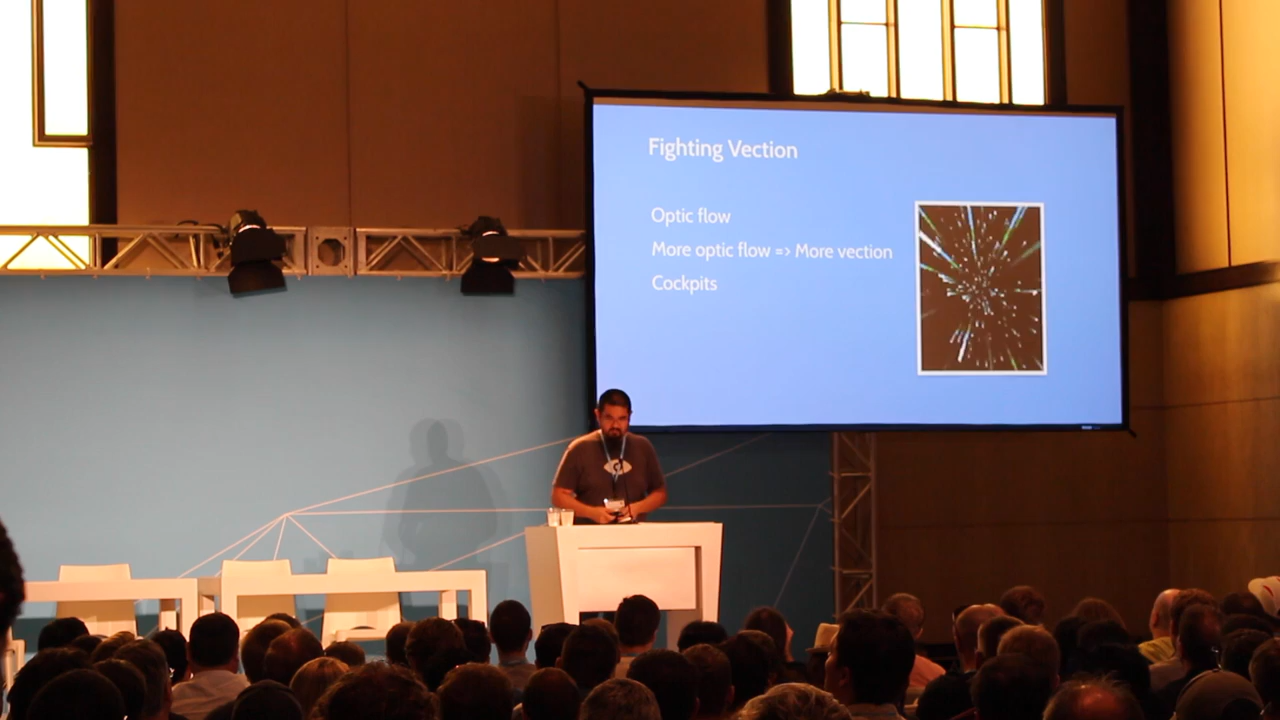 Fighting Vection
Optic flow
More optic flow => More vection
Cockpits